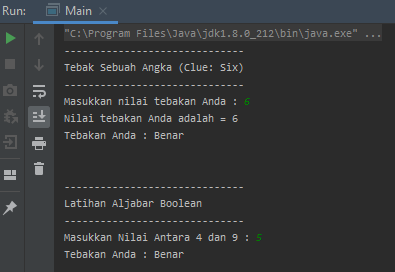 Run: Main ×
"C:\Program Files\Java\jdk1.8.0_212\bin\java.exe" ...
------------------------------
Tebak Sebuah Angka (Clue: Six)
------------------------------
Masukkan nilai tebakan Anda : 6
Nilai tebakan Anda adalah = 6
Tebakan Anda : Benar
------------------------------
Latihan Aljabar Boolean
------------------------------
Masukkan Nilai Antara 4 dan 9 : 5
Tebakan Anda : Benar